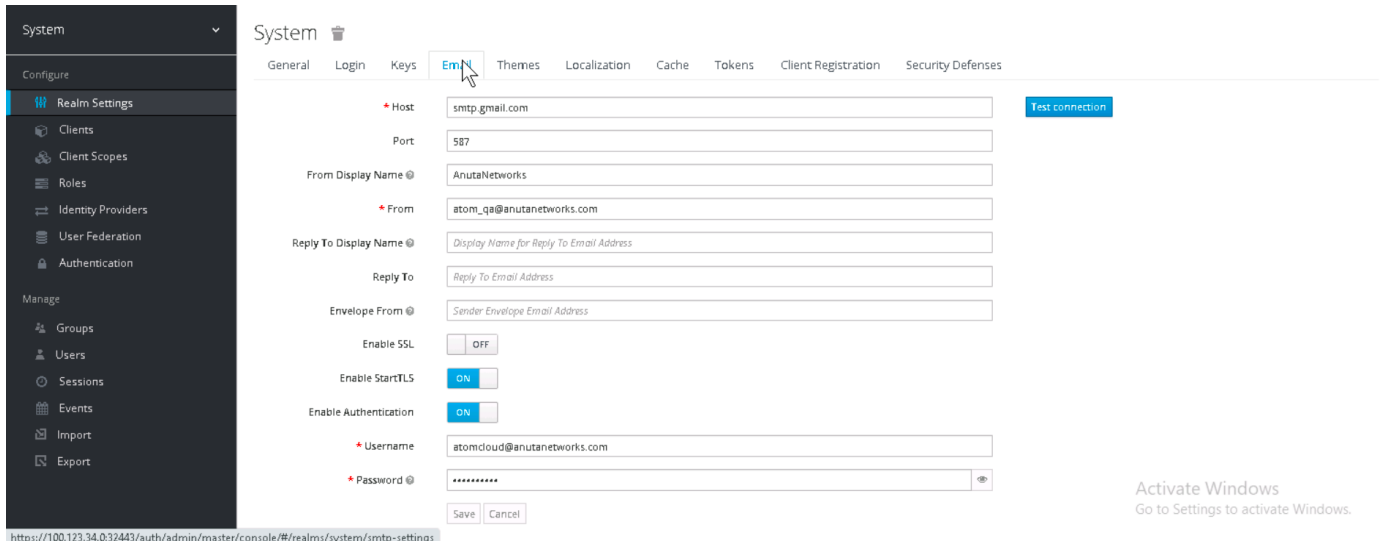 System
Configure
Realm Settings
Clients
Client Scopes
Roles
Identity Providers
User Federation
Authentication
Manage
Groups
Users
Sessions
Events
Import
Export
System
General Login Keys Email Themes Localization Cache Tokens Client Registration Security Defenses
* Host smtp.gmail.com Test connection
Port 587
From Display Name AnutaNetworks
* From atom_qa@anutanetworks.com
Reply To Display Name Display Name for Reply To Email Address
Reply To Reply To Email Address
Envelope From Sender Envelope Email Address
Enable SSL OFF
Enable StartTLS ON
Enable Authentication ON
* Username atomcloud@anutanetworks.com
* Password ••••••••••
Save Cancel
Activate Windows
Go to Settings to activate Windows.
https://100.123.34.0:32443/auth/admin/master/console/#/realms/system/smtp-settings